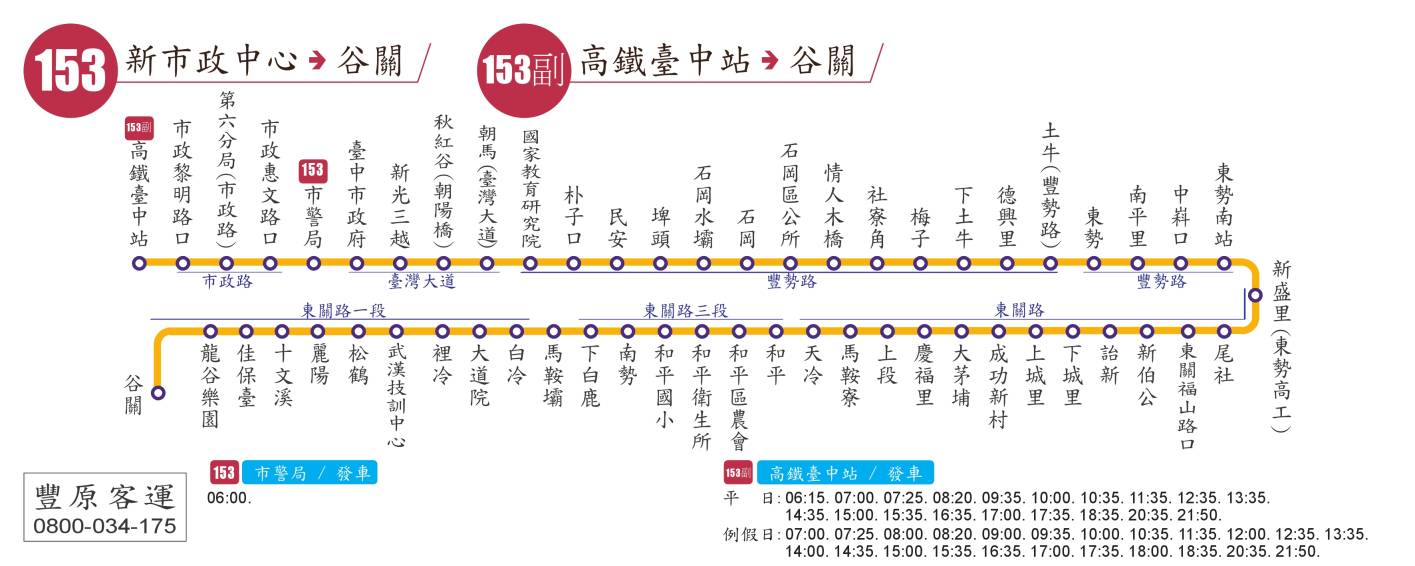 153 新市政中心➔谷關
153副 高鐵臺中站➔谷關
153副
高鐵臺中站
市政黎明路口
第六分局(市政路)
市政惠文路口
153
市警局
臺中市政府
新光三越
秋紅谷(朝陽橋)
朝馬(臺灣大道)
國家教育研究院
朴子口
民安
埤頭
石岡水壩
石岡
石岡區公所
情人木橋
社寮角
梅子
下土牛
德興里
土牛(豐勢路)
東勢
南平里
中嵙口
東勢南站
市政路
臺灣大道
豐勢路
豐勢路
新盛里(東勢高工)
東關路一段
東關路三段
東關路
谷關
龍谷樂園
佳保臺
十文溪
麗陽
松鶴
武漢技訓中心
裡冷
大道院
白冷
馬鞍壩
下白鹿
南勢
和平國小
和平衛生所
和平區農會
和平
天冷
馬鞍寮
上段
慶福里
大茅埔
成功新村
上城里
下城里
詒新
新伯公
東關福山路口
尾社
153 市警局 / 發車
06:00.
153副 高鐵臺中站 / 發車
平 日: 06:15. 07:00. 07:25. 08:20. 09:35. 10:00. 10:35. 11:35. 12:35. 13:35.
14:35. 15:00. 15:35. 16:35. 17:00. 17:35. 18:35. 20:35. 21:50.
例假日: 07:00. 07:25. 08:00. 08:20. 09:00. 09:35. 10:00. 10:35. 11:35. 12:00. 12:35. 13:35.
14:00. 14:35. 15:00. 15:35. 16:35. 17:00. 17:35. 18:00. 18:35. 20:35. 21:50.
豐原客運
0800-034-175